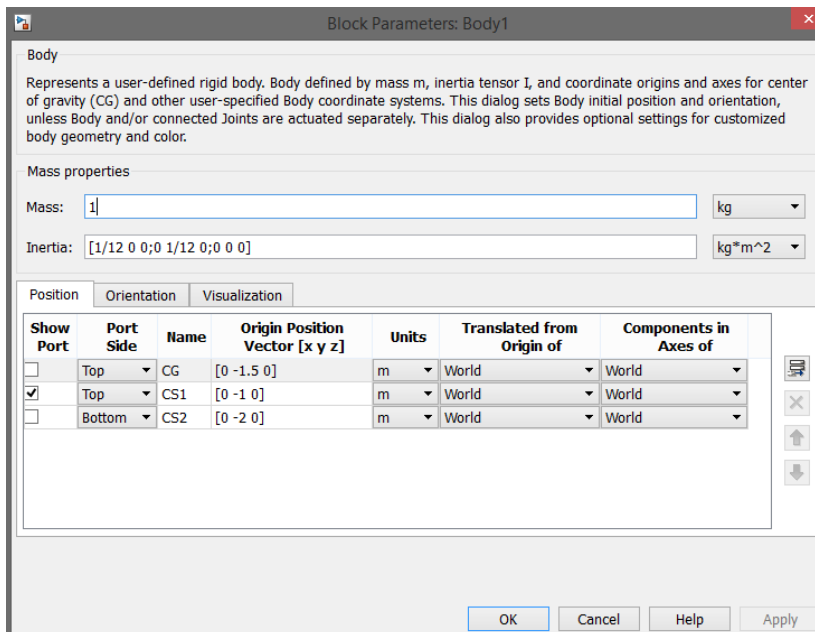 Block Parameters: Body1
Body
Represents a user-defined rigid body. Body defined by mass m, inertia tensor I, and coordinate origins and axes for center
of gravity (CG) and other user-specified Body coordinate systems. This dialog sets Body initial position and orientation,
unless Body and/or connected Joints are actuated separately. This dialog also provides optional settings for customized
body geometry and color.
Mass properties
Mass: 1 kg
Inertia: [1/12 0 0;0 1/12 0;0 0 0] kg*m^2
Position Orientation Visualization
Show Port Port Side Name Origin Position Vector [x y z] Units Translated from Origin of Components in Axes of
Top CG [0 -1.5 0] m World World
Top CS1 [0 -1 0] m World World
Bottom CS2 [0 -2 0] m World World
OK Cancel Help Apply